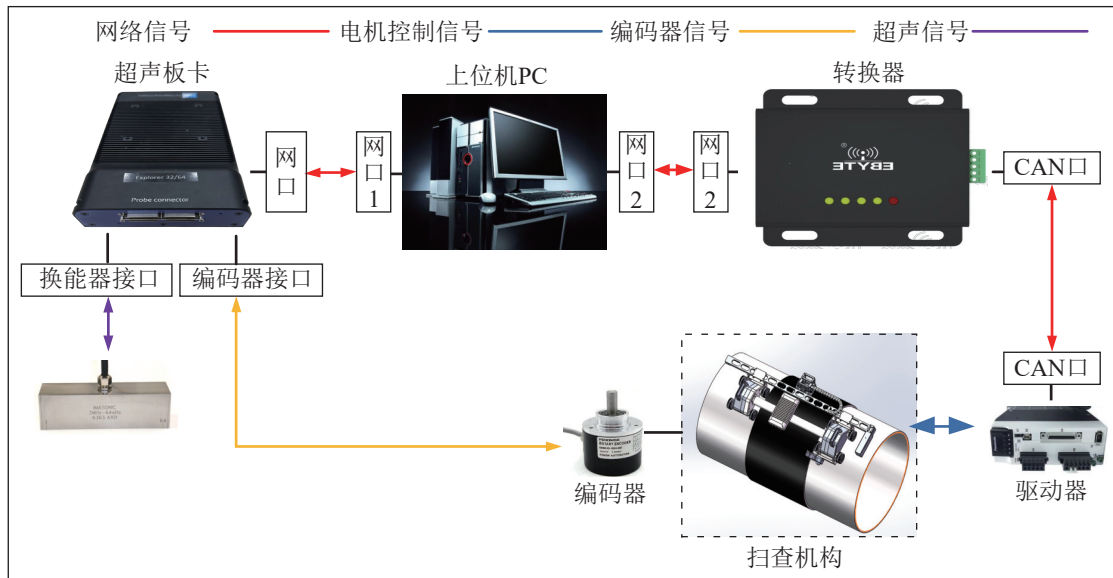 网络信号 电机控制信号 编码器信号 超声信号
超声板卡 上位机PC 转换器
Explorer 32/64
Probe connector
网口
网口1
网口2
网口2
EBYTE
CAN口
换能器接口 编码器接口
CAN口
编码器
扫查机构
驱动器